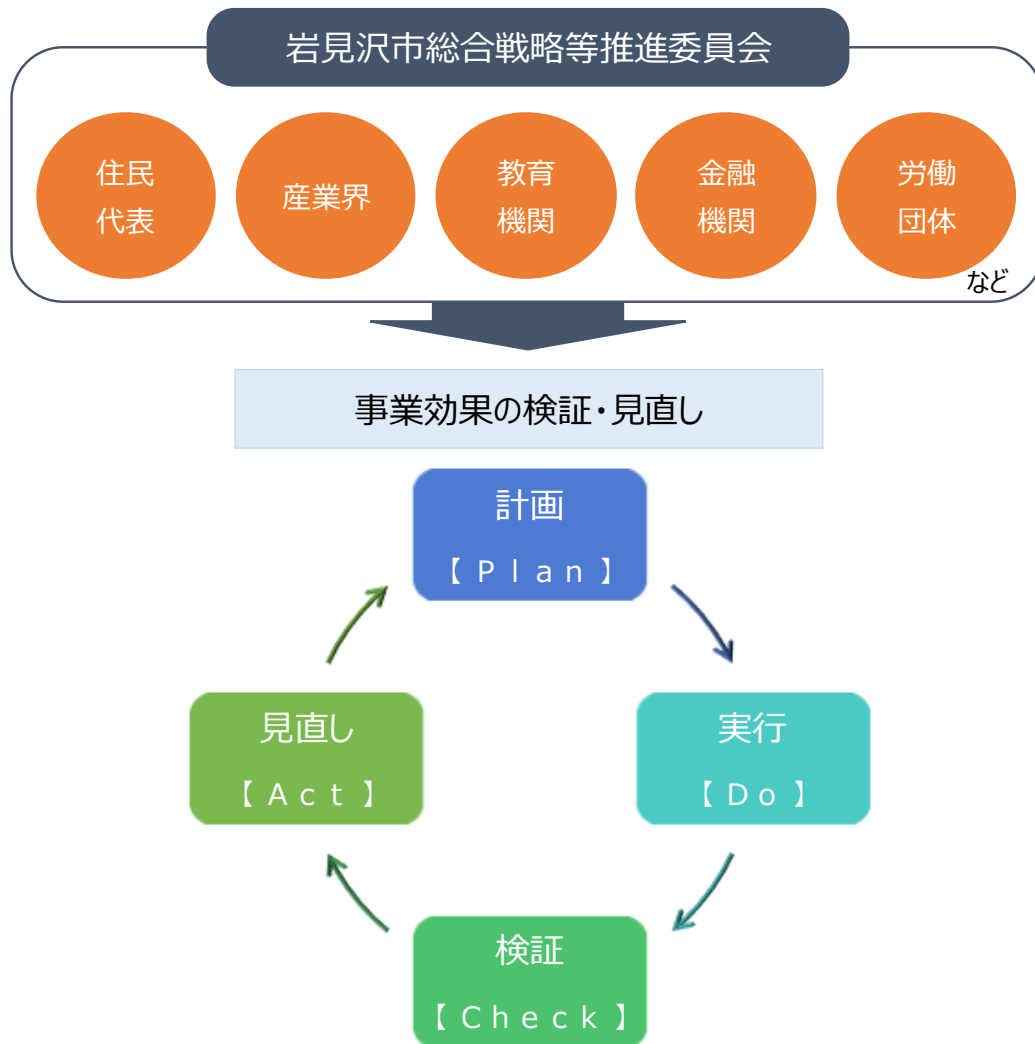 岩見沢市総合戦略等推進委員会
住民
代表
産業界
教育
機関
金融
機関
労働
団体
など
事業効果の検証・見直し
計画
【 Ｐｌａｎ 】
実行
【 Ｄｏ 】
検証
【 Ｃｈｅｃｋ 】
見直し
【 Ａｃｔ 】